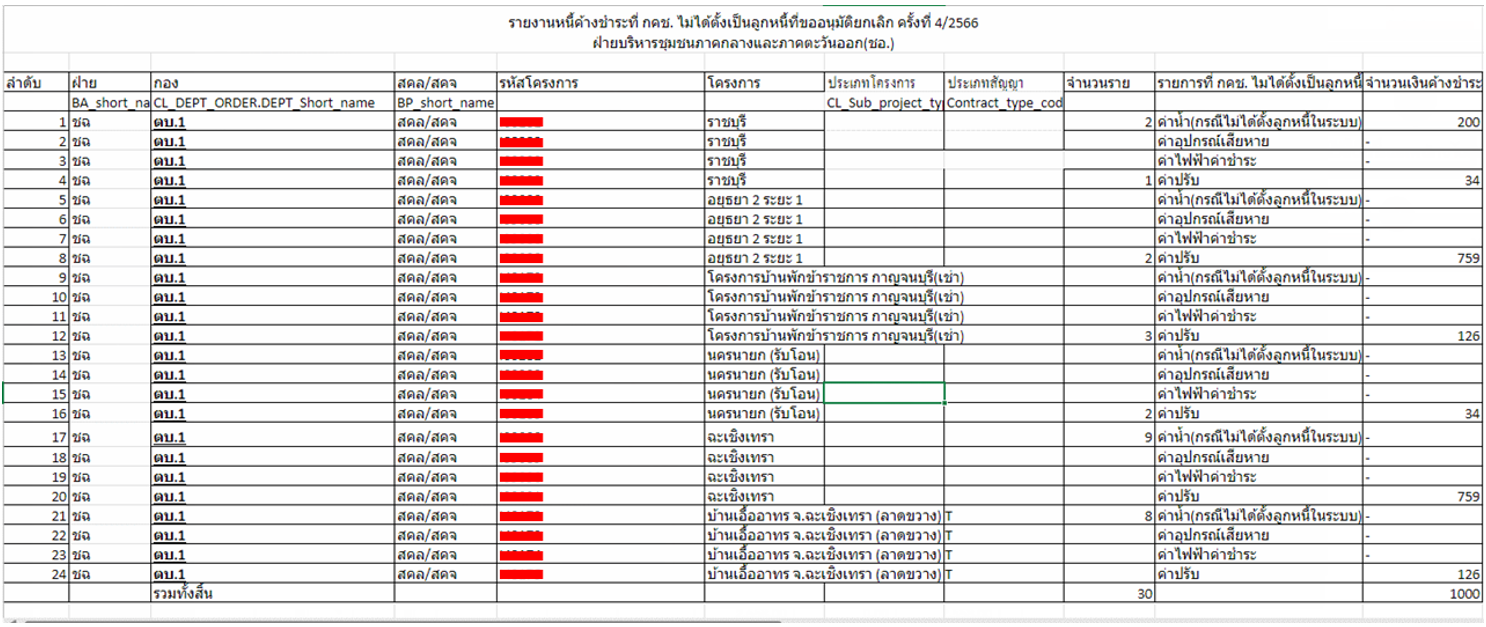 รายงานหนี้ค้างชำระที่ กคช. ไม่ได้ตั้งเป็นลูกหนี้ที่ขออนุมัติยกเลิก ครั้งที่ 4/2566
ฝ่ายบริหารชุมชนภาคกลางและภาคตะวันออก(ชอ.)
ลำดับ ฝ่าย กอง สคล/สคจ รหัสโครงการ โครงการ ประเภทโครงการ ประเภทสัญญา จำนวนราย รายการที่ กคช. ไม่ได้ตั้งเป็นลูกหนี้ จำนวนเงินค้างชำระ
BA_short_na CL_DEPT_ORDER.DEPT_Short_name BP_short_name CL_Sub_project_ty Contract_type_cod
1 ชฉ ตบ.1 สคล/สคจ ราชบุรี 2 ค่าน้ำ(กรณีไม่ได้ตั้งลูกหนี้ในระบบ) 200
2 ชฉ ตบ.1 สคล/สคจ ราชบุรี ค่าอุปกรณ์เสียหาย -
3 ชฉ ตบ.1 สคล/สคจ ราชบุรี ค่าไฟฟ้าค่าชำระ -
4 ชฉ ตบ.1 สคล/สคจ ราชบุรี 1 ค่าปรับ 34
5 ชฉ ตบ.1 สคล/สคจ อยุธยา 2 ระยะ 1 ค่าน้ำ(กรณีไม่ได้ตั้งลูกหนี้ในระบบ) -
6 ชฉ ตบ.1 สคล/สคจ อยุธยา 2 ระยะ 1 ค่าอุปกรณ์เสียหาย -
7 ชฉ ตบ.1 สคล/สคจ อยุธยา 2 ระยะ 1 ค่าไฟฟ้าค่าชำระ -
8 ชฉ ตบ.1 สคล/สคจ อยุธยา 2 ระยะ 1 2 ค่าปรับ 759
9 ชฉ ตบ.1 สคล/สคจ โครงการบ้านพักข้าราชการ กาญจนบุรี(เช่า) ค่าน้ำ(กรณีไม่ได้ตั้งลูกหนี้ในระบบ) -
10 ชฉ ตบ.1 สคล/สคจ โครงการบ้านพักข้าราชการ กาญจนบุรี(เช่า) ค่าอุปกรณ์เสียหาย -
11 ชฉ ตบ.1 สคล/สคจ โครงการบ้านพักข้าราชการ กาญจนบุรี(เช่า) ค่าไฟฟ้าค่าชำระ -
12 ชฉ ตบ.1 สคล/สคจ โครงการบ้านพักข้าราชการ กาญจนบุรี(เช่า) 3 ค่าปรับ 126
13 ชฉ ตบ.1 สคล/สคจ นครนายก (รับโอน) ค่าน้ำ(กรณีไม่ได้ตั้งลูกหนี้ในระบบ) -
14 ชฉ ตบ.1 สคล/สคจ นครนายก (รับโอน) ค่าอุปกรณ์เสียหาย -
15 ชฉ ตบ.1 สคล/สคจ นครนายก (รับโอน) ค่าไฟฟ้าค่าชำระ -
16 ชฉ ตบ.1 สคล/สคจ นครนายก (รับโอน) 2 ค่าปรับ 34
17 ชฉ ตบ.1 สคล/สคจ ฉะเชิงเทรา 9 ค่าน้ำ(กรณีไม่ได้ตั้งลูกหนี้ในระบบ) -
18 ชฉ ตบ.1 สคล/สคจ ฉะเชิงเทรา ค่าอุปกรณ์เสียหาย -
19 ชฉ ตบ.1 สคล/สคจ ฉะเชิงเทรา ค่าไฟฟ้าค่าชำระ -
20 ชฉ ตบ.1 สคล/สคจ ฉะเชิงเทรา ค่าปรับ 759
21 ชฉ ตบ.1 สคล/สคจ บ้านเอื้ออาทร จ.ฉะเชิงเทรา (ลาดขวาง) T 8 ค่าน้ำ(กรณีไม่ได้ตั้งลูกหนี้ในระบบ) -
22 ชฉ ตบ.1 สคล/สคจ บ้านเอื้ออาทร จ.ฉะเชิงเทรา (ลาดขวาง) T ค่าอุปกรณ์เสียหาย -
23 ชฉ ตบ.1 สคล/สคจ บ้านเอื้ออาทร จ.ฉะเชิงเทรา (ลาดขวาง) T ค่าไฟฟ้าค่าชำระ -
24 ชฉ ตบ.1 สคล/สคจ บ้านเอื้ออาทร จ.ฉะเชิงเทรา (ลาดขวาง) T ค่าปรับ 126
รวมทั้งสิ้น 30 1000